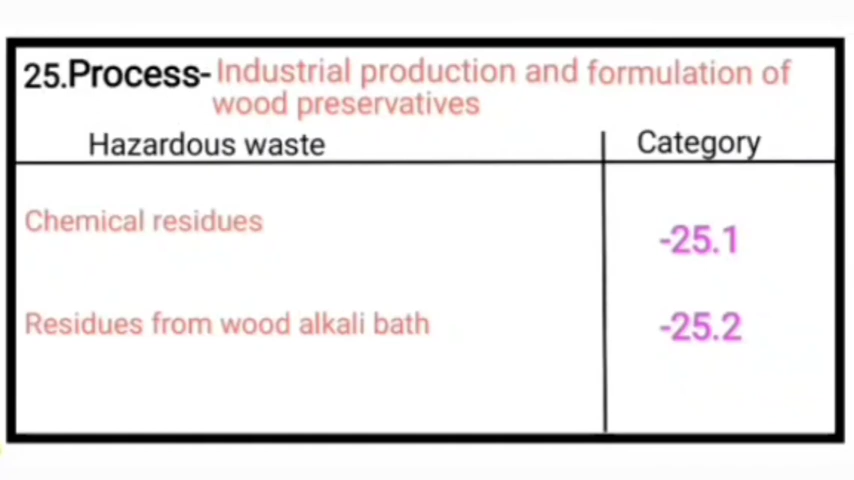 25.Process- Industrial production and formulation of
wood preservatives
Hazardous waste Category
Chemical residues -25.1
Residues from wood alkali bath -25.2